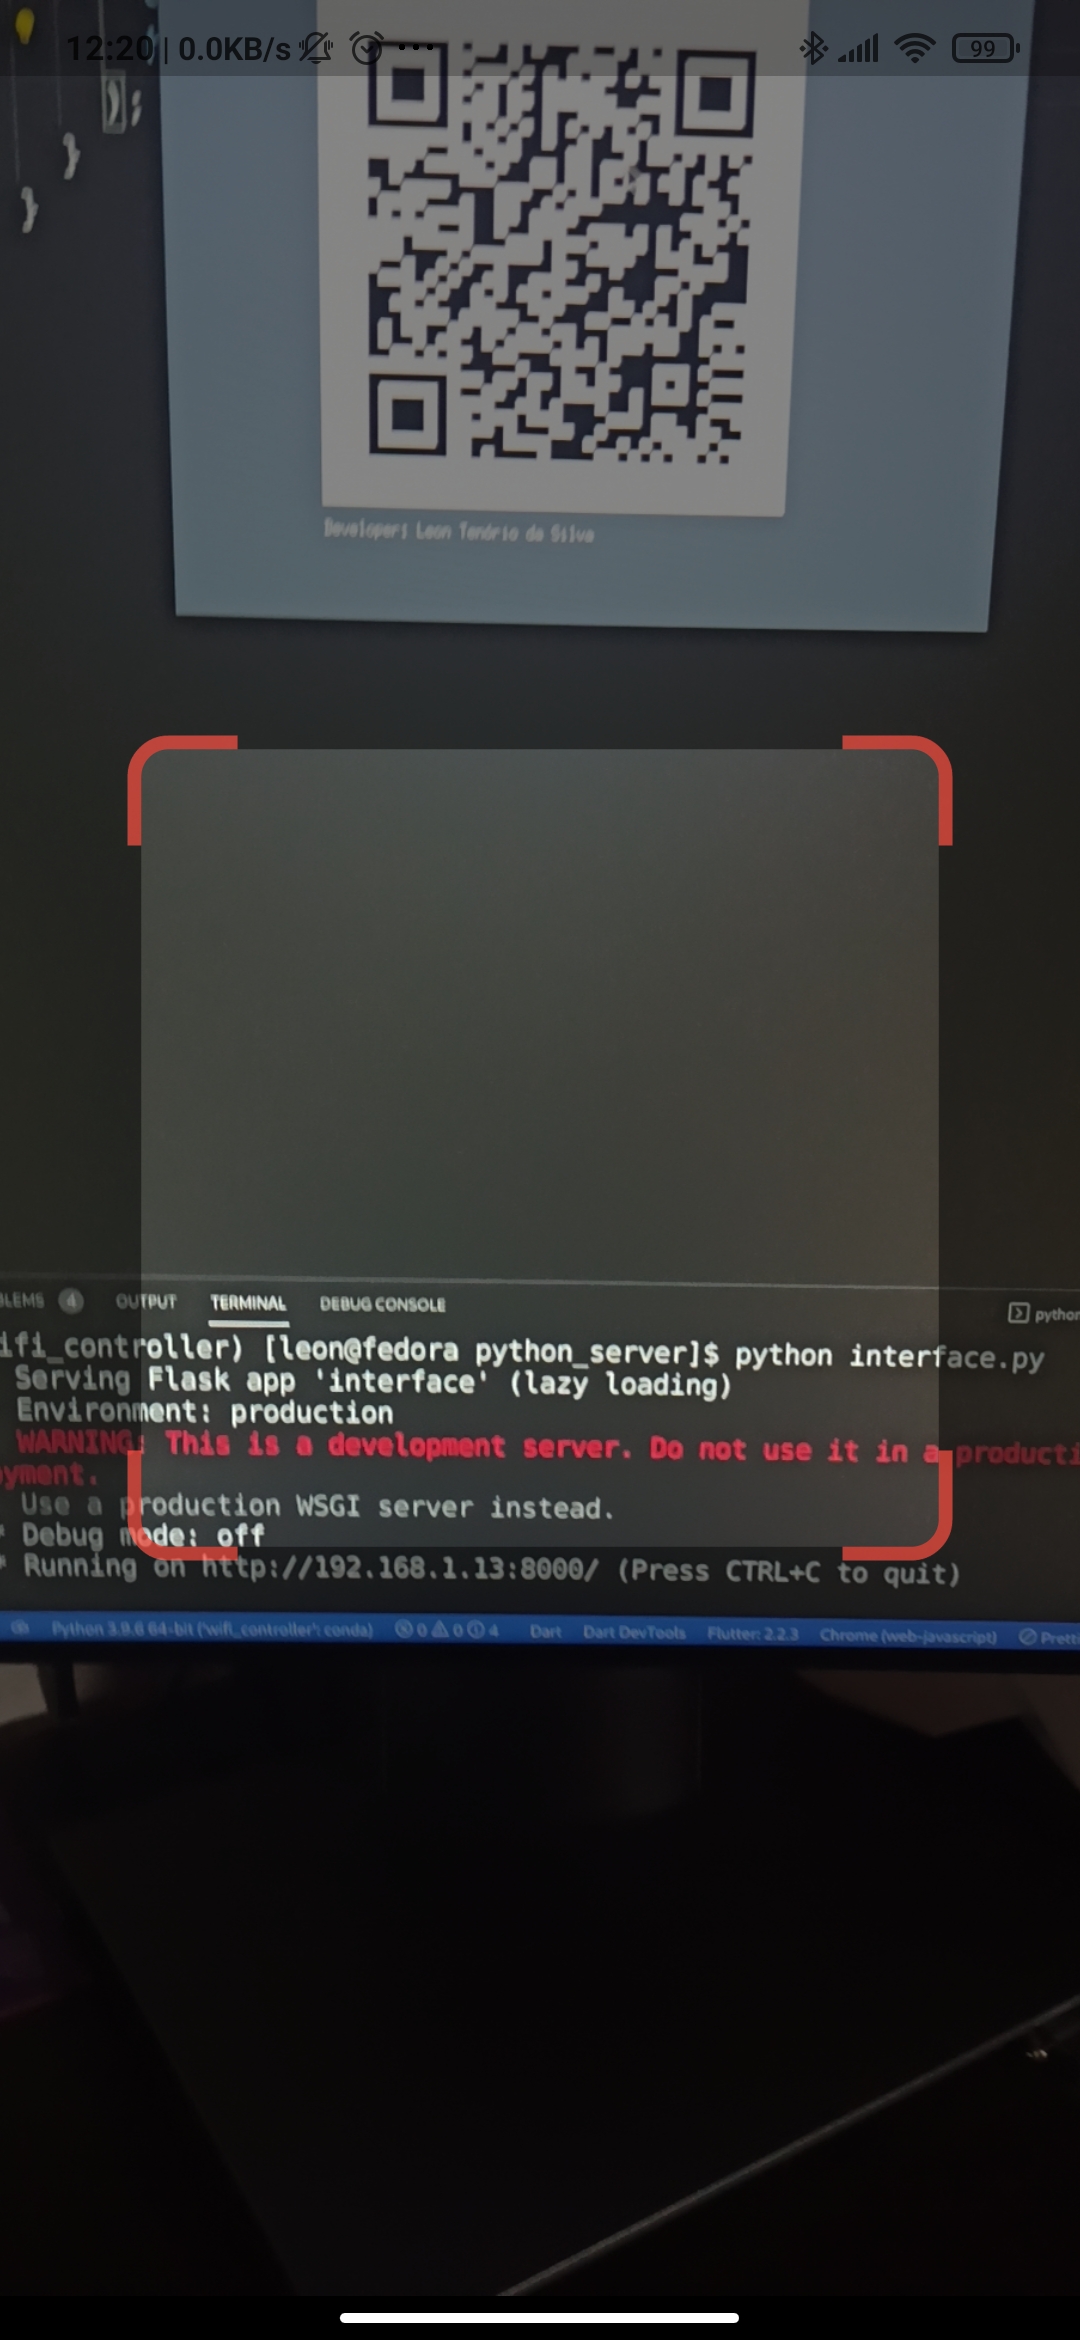 12:20 | 0.0KB/s ... 99
);
}
}
Developer: Leon Tenório da Silva
BLEMS 4 OUTPUT TERMINAL DEBUG CONSOLE python
ifi_controller) [leon@fedora python_server]$ python interface.py
Serving Flask app 'interface' (lazy loading)
Environment: production
WARNING: This is a development server. Do not use it in a producti
oyment.
Use a production WSGI server instead.
* Debug mode: off
* Running on http://192.168.1.13:8000/ (Press CTRL+C to quit)
Python 3.9.6 64-bit ('wifi_controller': conda) 0 0 4 Dart Dart DevTools Flutter: 2.2.3 Chrome (web-javascript) Pretti